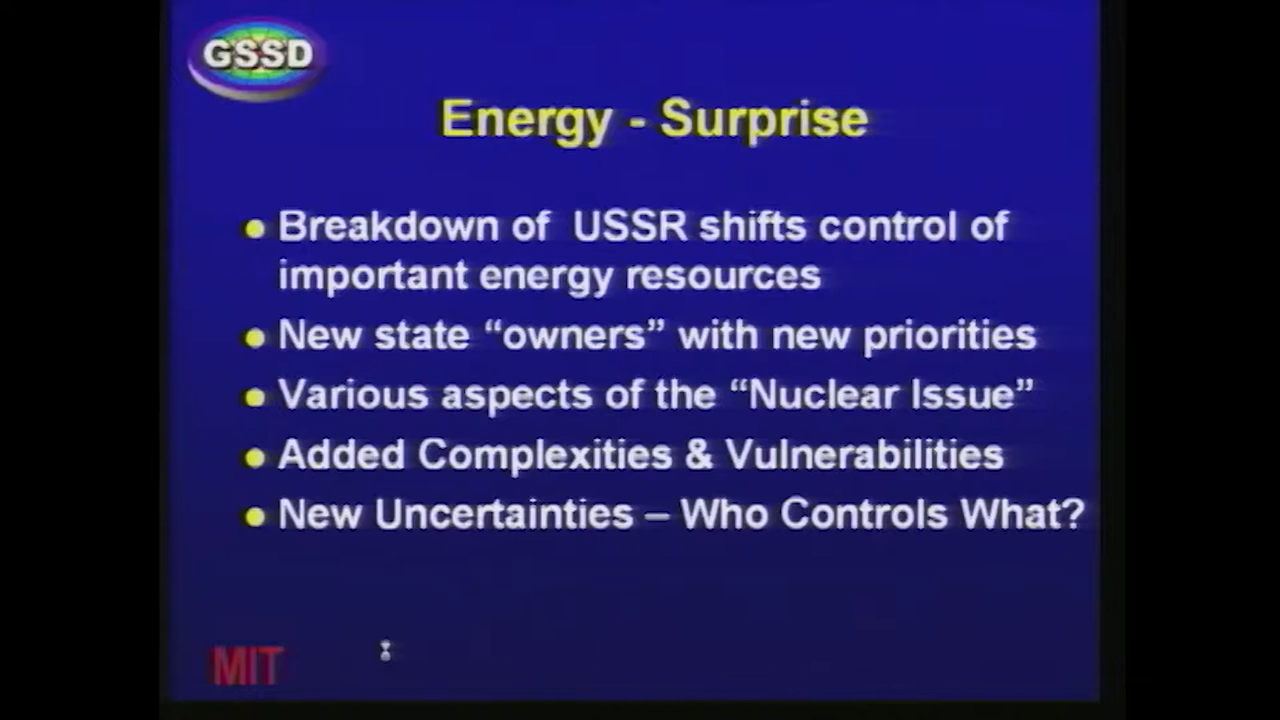 GSSD
Energy - Surprise
● Breakdown of USSR shifts control of
important energy resources
● New state “owners” with new priorities
● Various aspects of the “Nuclear Issue”
● Added Complexities & Vulnerabilities
● New Uncertainties – Who Controls What?
MIT